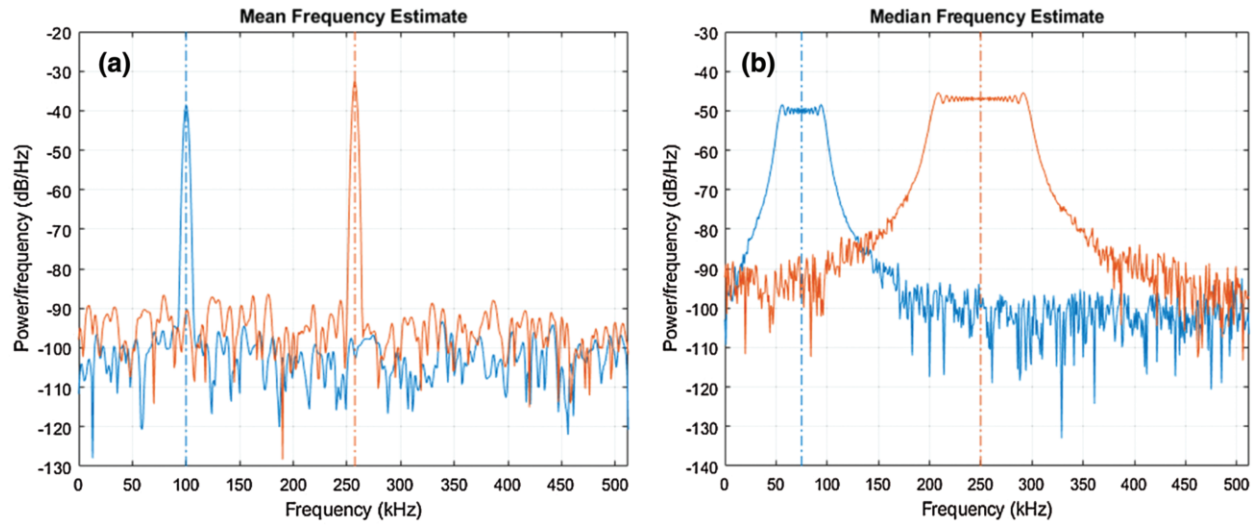 Mean Frequency Estimate
(a)
Power/frequency (dB/Hz)
-20
-30
-40
-50
-60
-70
-80
-90
-100
-110
-120
-130
0 50 100 150 200 250 300 350 400 450 500
Frequency (kHz)
Median Frequency Estimate
(b)
Power/frequency (dB/Hz)
-30
-40
-50
-60
-70
-80
-90
-100
-110
-120
-130
-140
0 50 100 150 200 250 300 350 400 450 500
Frequency (kHz)